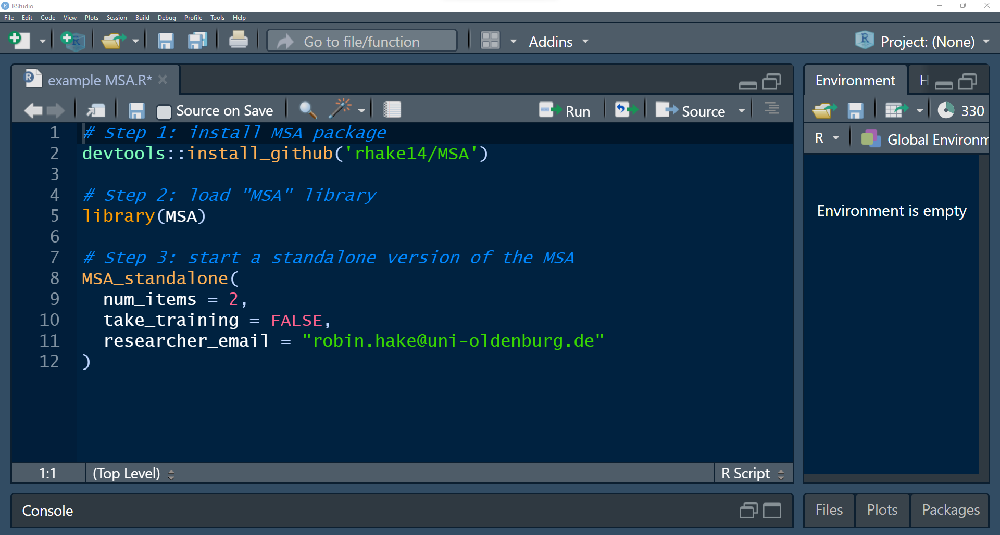 RStudio
File Edit Code View Plots Session Build Debug Profile Tools Help
Go to file/function Addins Project: (None)
example MSA.R*
Source on Save Run Source
1 # Step 1: install MSA package
2 devtools::install_github('rhake14/MSA')
3
4 # Step 2: load "MSA" library
5 library(MSA)
6
7 # Step 3: start a standalone version of the MSA
8 MSA_standalone(
9 num_items = 2,
10 take_training = FALSE,
11 researcher_email = "robin.hake@uni-oldenburg.de"
12 )
1:1 (Top Level) R Script
Console
Environment H
330
R Global Environm
Environment is empty
Files Plots Packages